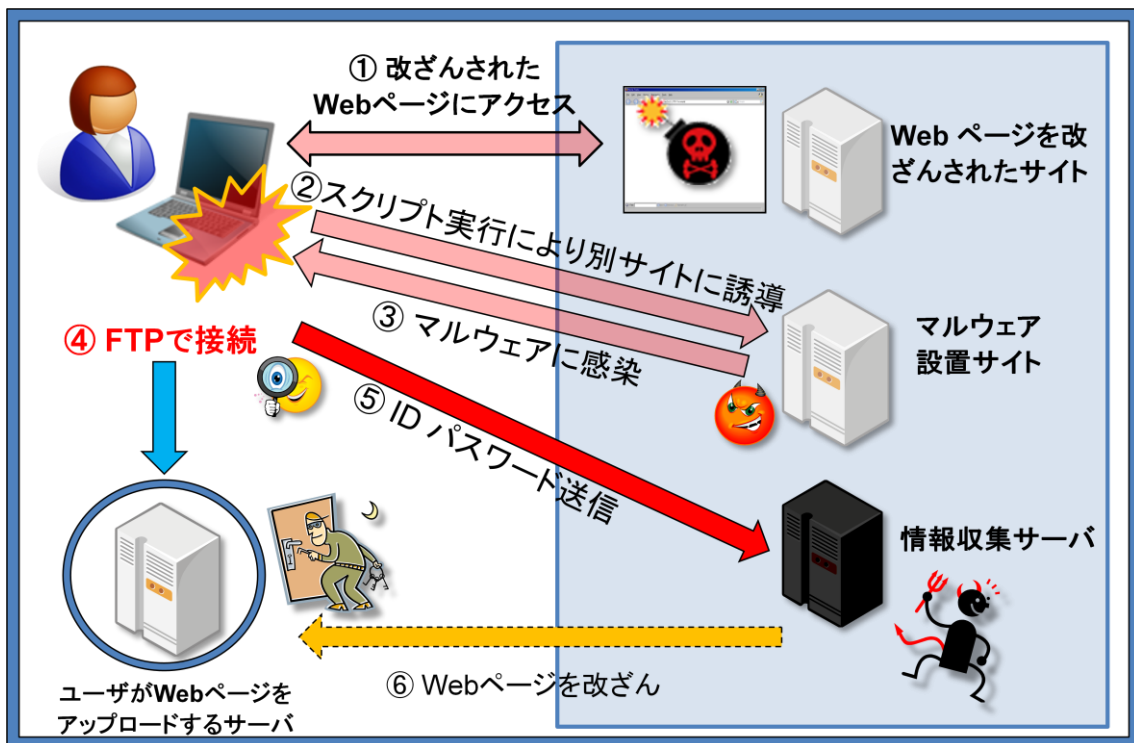 ① 改ざんされた
Webページにアクセス
Web ページを改
ざんされたサイト
②スクリプト実行により別サイトに誘導
③ マルウェアに感染
マルウェア
設置サイト
④ FTPで接続
⑤ ID パスワード送信
情報収集サーバ
⑥ Webページを改ざん
ユーザがWebページを
アップロードするサーバ